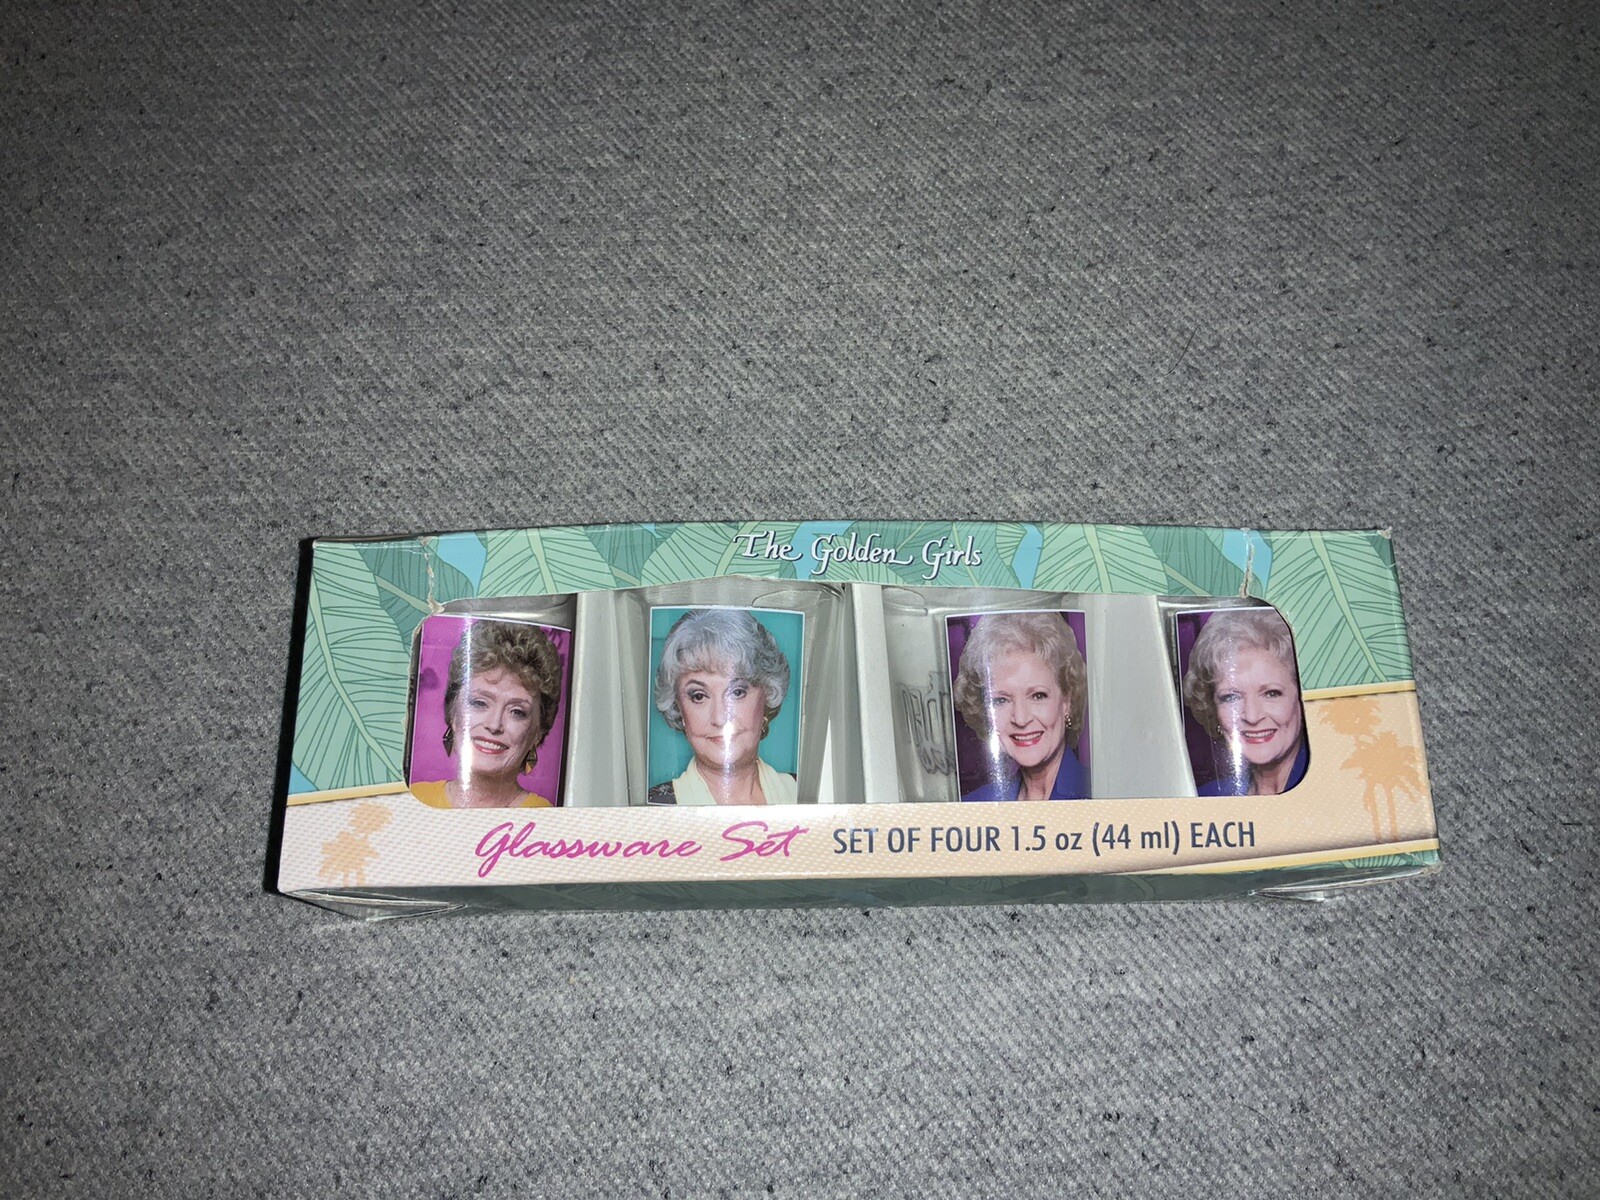 The Golden Girls
Glassware Set SET OF FOUR 1.5 oz (44 ml) EACH